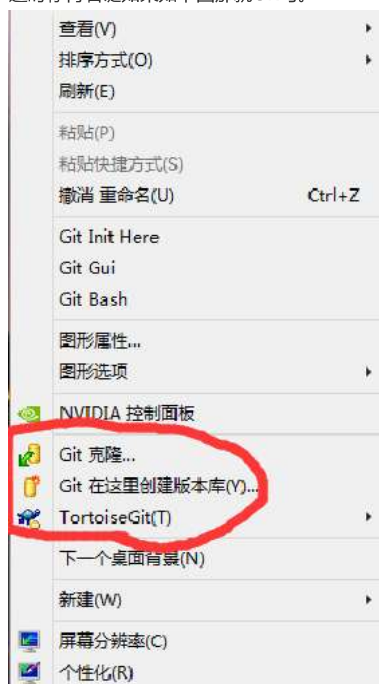 查看(V)
排序方式(O)
刷新(E)
粘贴(P)
粘贴快捷方式(S)
撤消 重命名(U) Ctrl+Z
Git Init Here
Git Gui
Git Bash
图形属性...
图形选项
NVIDIA 控制面板
Git 克隆...
Git 在这里创建版本库(Y)...
TortoiseGit(T)
下一个桌面背景(N)
新建(W)
屏幕分辨率(C)
个性化(R)